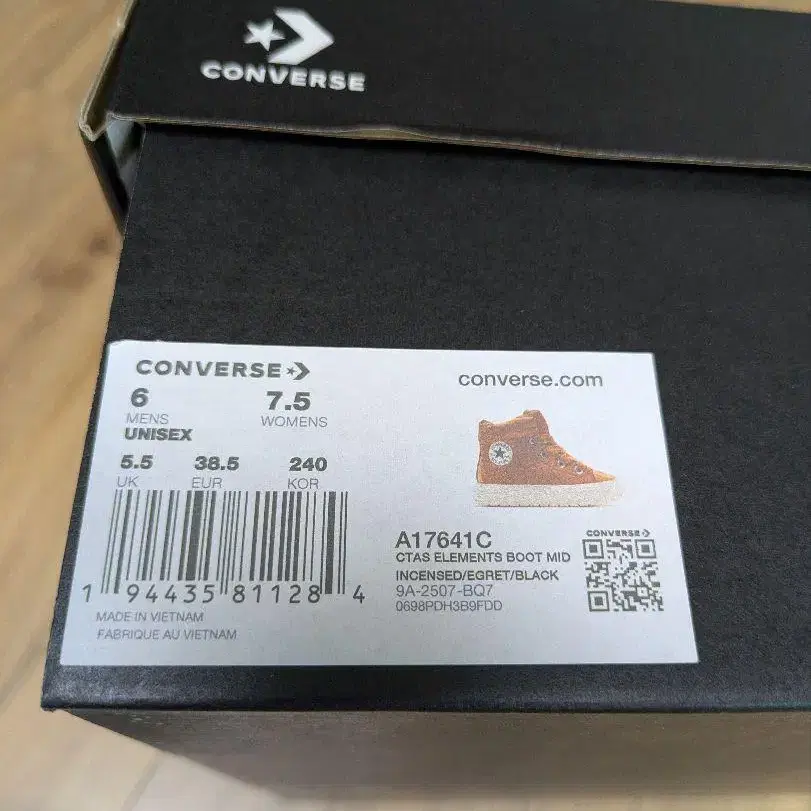 CONVERSE
CONVERSE
converse.com
6 7.5
MENS WOMENS
UNISEX
5.5 38.5 240
UK EUR KOR
1 94435 81128 4
MADE IN VIETNAM
FABRIQUE AU VIETNAM
A17641C
CTAS ELEMENTS BOOT MID
INCENSED/EGRET/BLACK
9A-2507-BQ7
0698PDH3B9FDD
CONVERSE